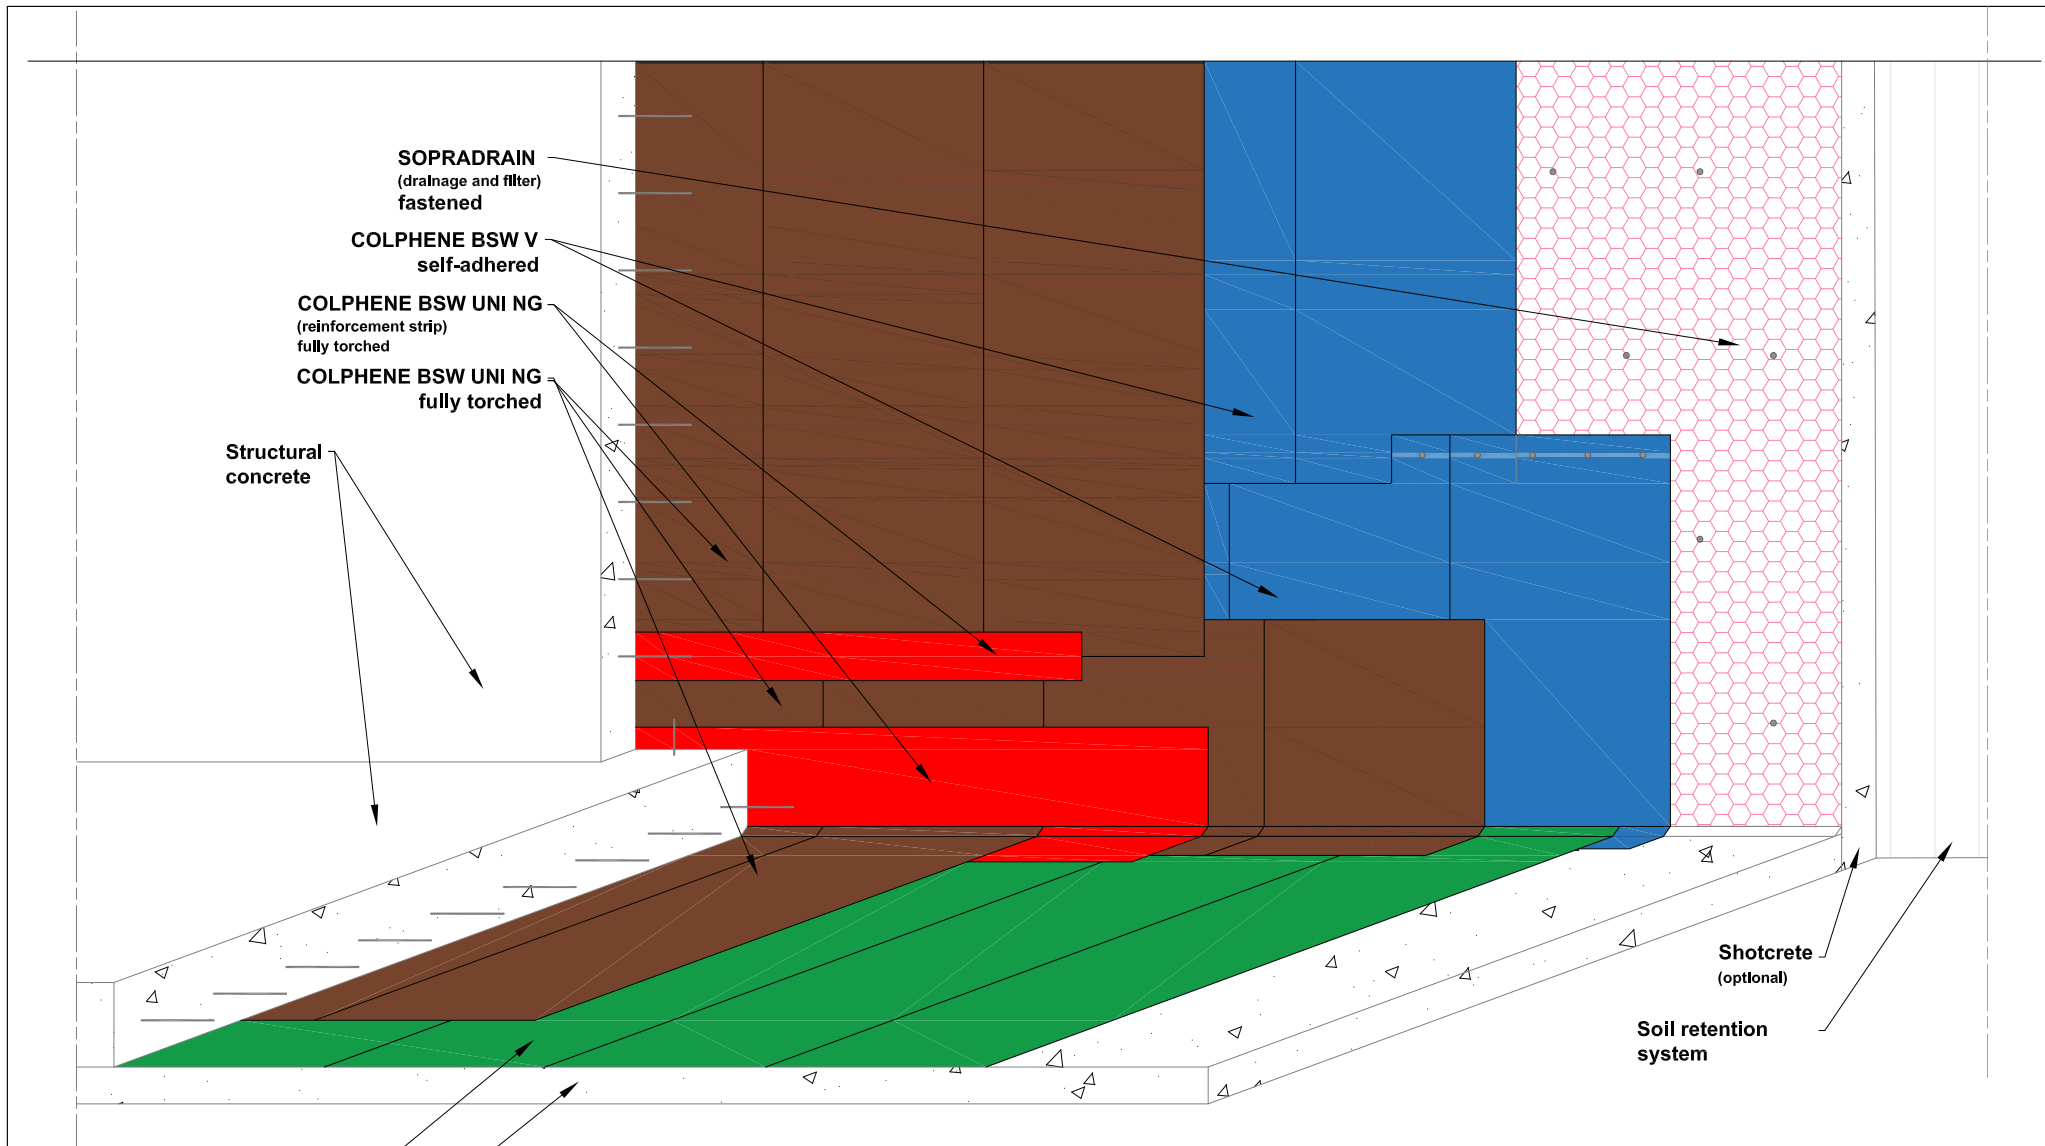 SOPRADRAIN
(drainage and filter)
fastened
COLPHENE BSW V
self-adhered
COLPHENE BSW UNI NG
(reinforcement strip)
fully torched
COLPHENE BSW UNI NG
fully torched
Structural
concrete
Shotcrete
(optional)
Soil retention
system